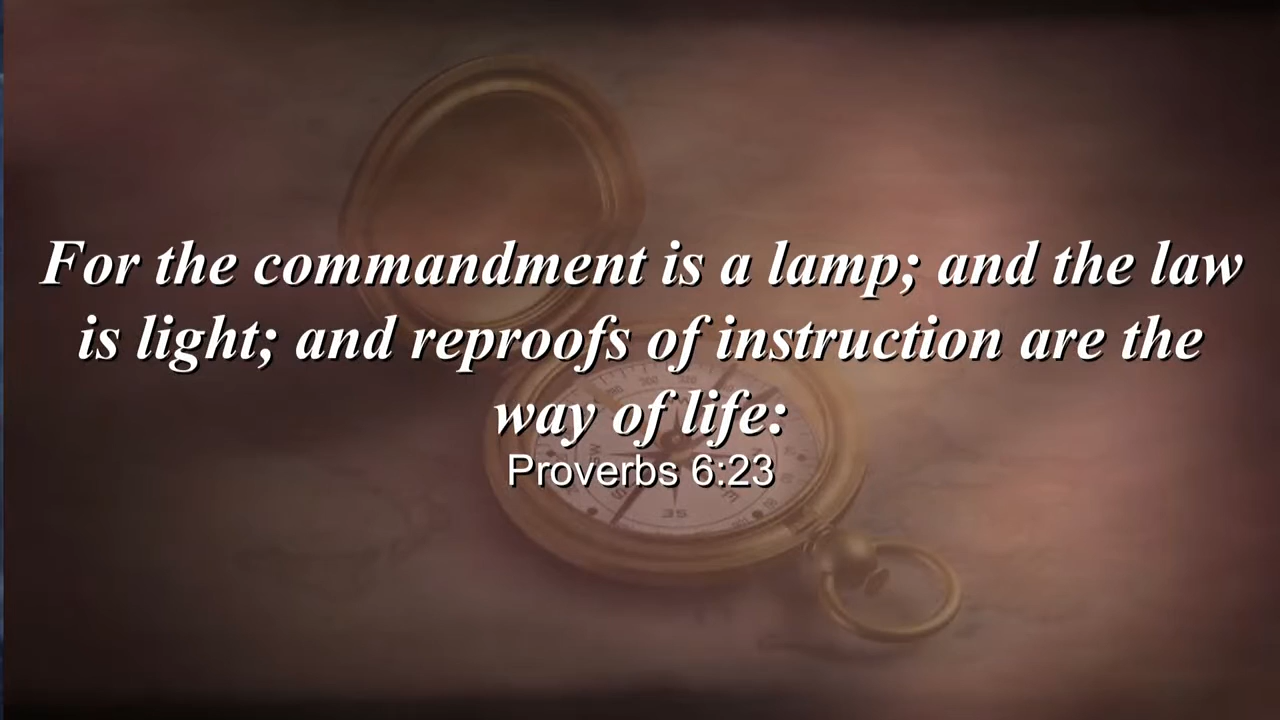 For the commandment is a lamp; and the law
is light; and reproofs of instruction are the
way of life:
Proverbs 6:23